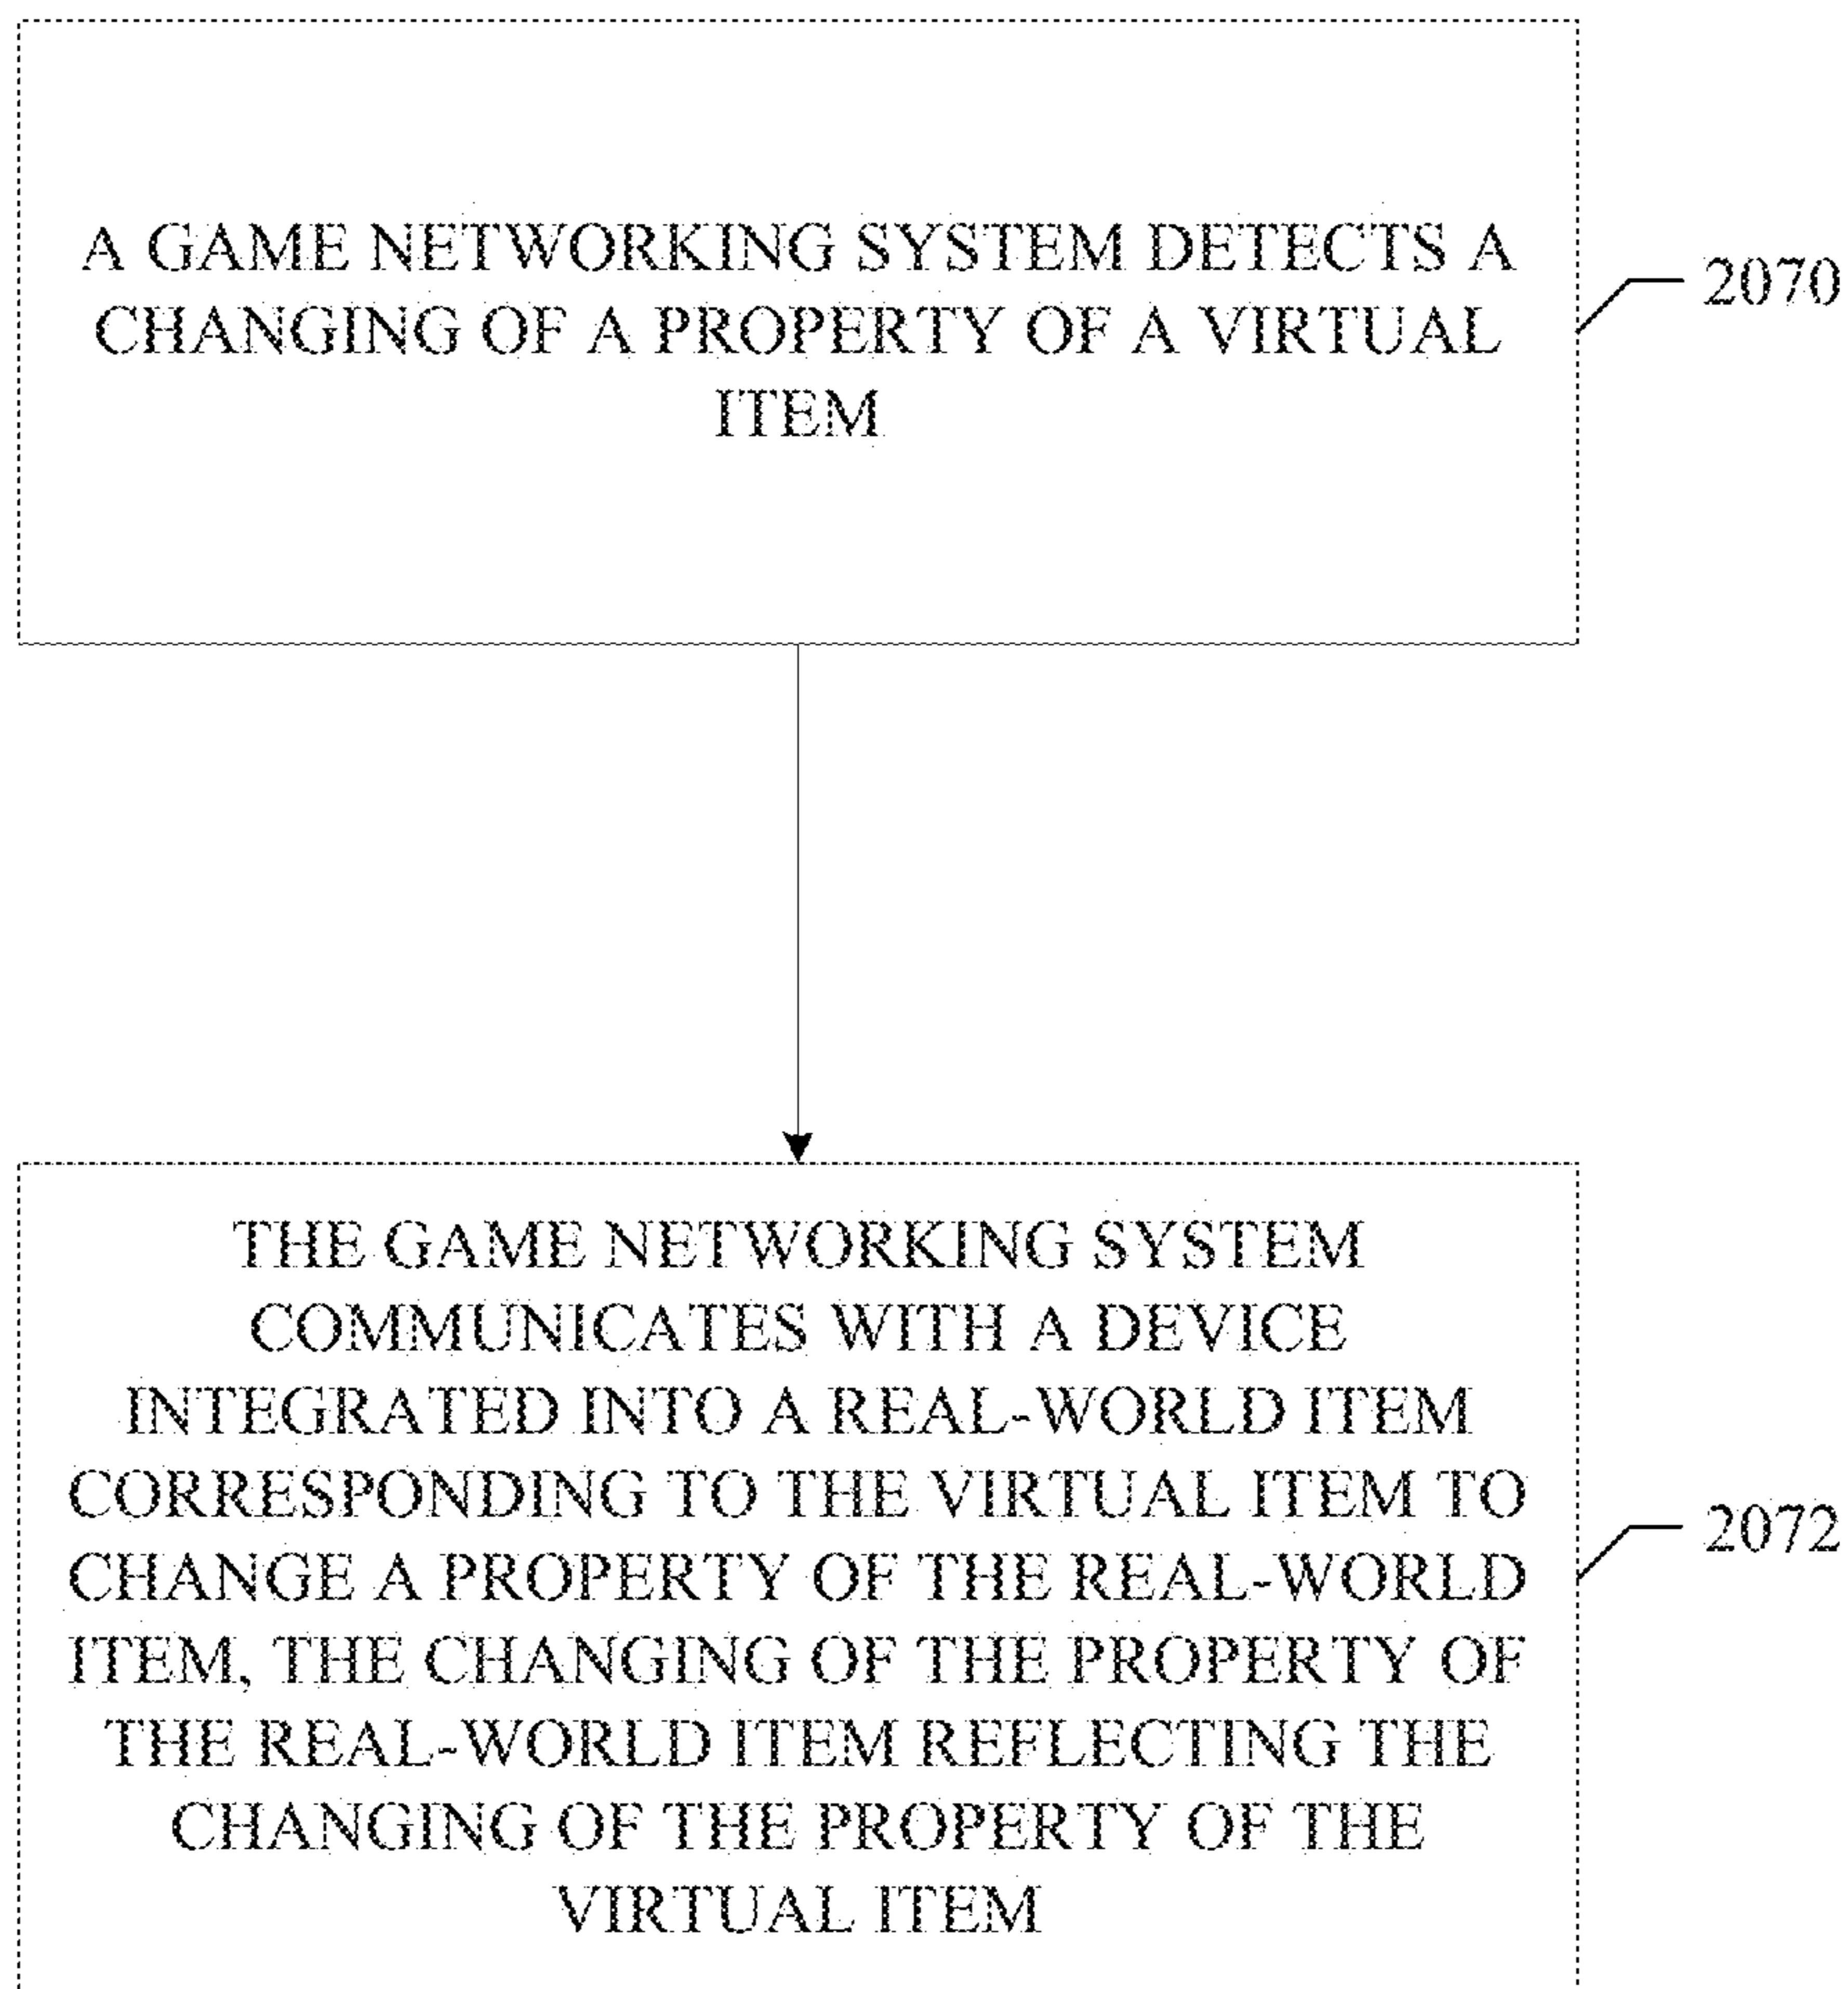 A GAME NETWORKING SYSTEM DETECTS A
CHANGING OF A PROPERTY OF A VIRTUAL
ITEM
2070
THE GAME NETWORKING SYSTEM
COMMUNICATES WITH A DEVICE
INTEGRATED INTO A REAL-WORLD ITEM
CORRESPONDING TO THE VIRTUAL ITEM TO
CHANGE A PROPERTY OF THE REAL-WORLD
ITEM, THE CHANGING OF THE PROPERTY OF
THE REAL-WORLD ITEM REFLECTING THE
CHANGING OF THE PROPERTY OF THE
VIRTUAL ITEM
2072